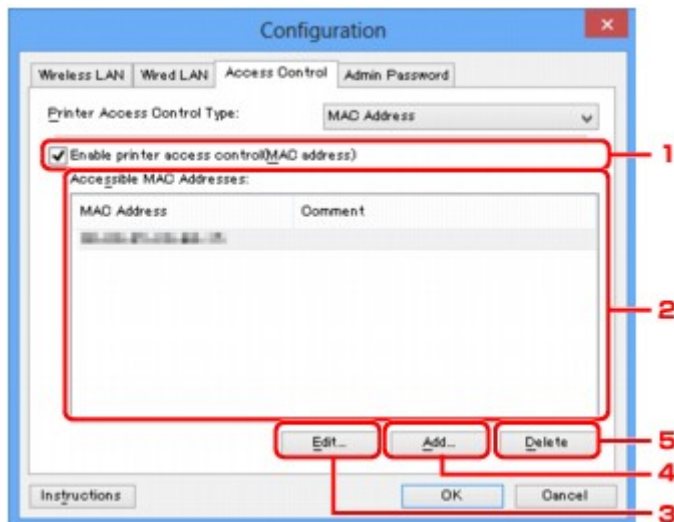 Configuration
Wireless LAN Wired LAN Access Control Admin Password
Printer Access Control Type: MAC Address
Enable printer access control(MAC address) 1
Accessible MAC Addresses:
MAC Address Comment
2
Edit... Add... Delete 5
4
Instructions OK Cancel
3